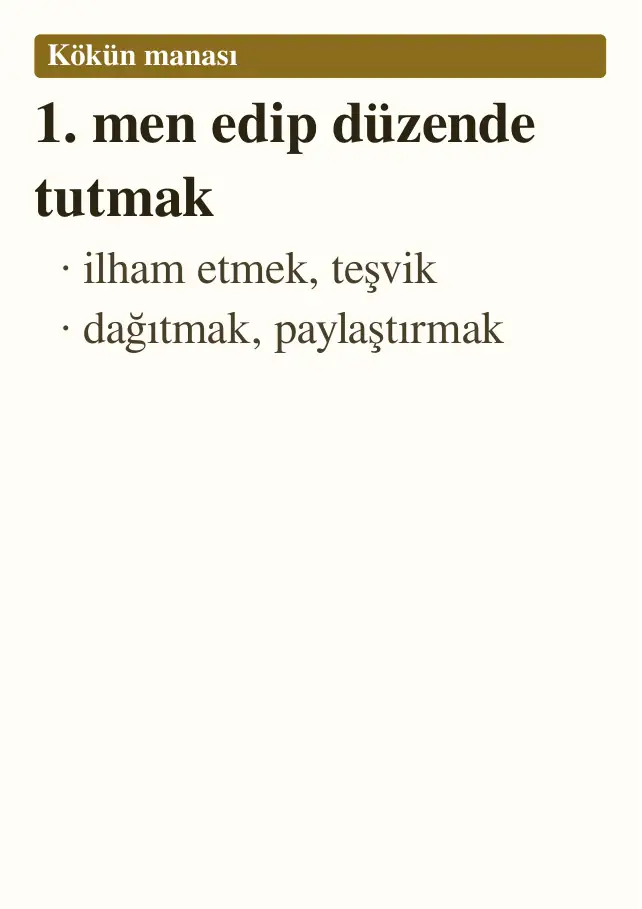 Kökün manası
1. men edip düzende
tutmak
· ilham etmek, teşvik
· dağıtmak, paylaştırmak